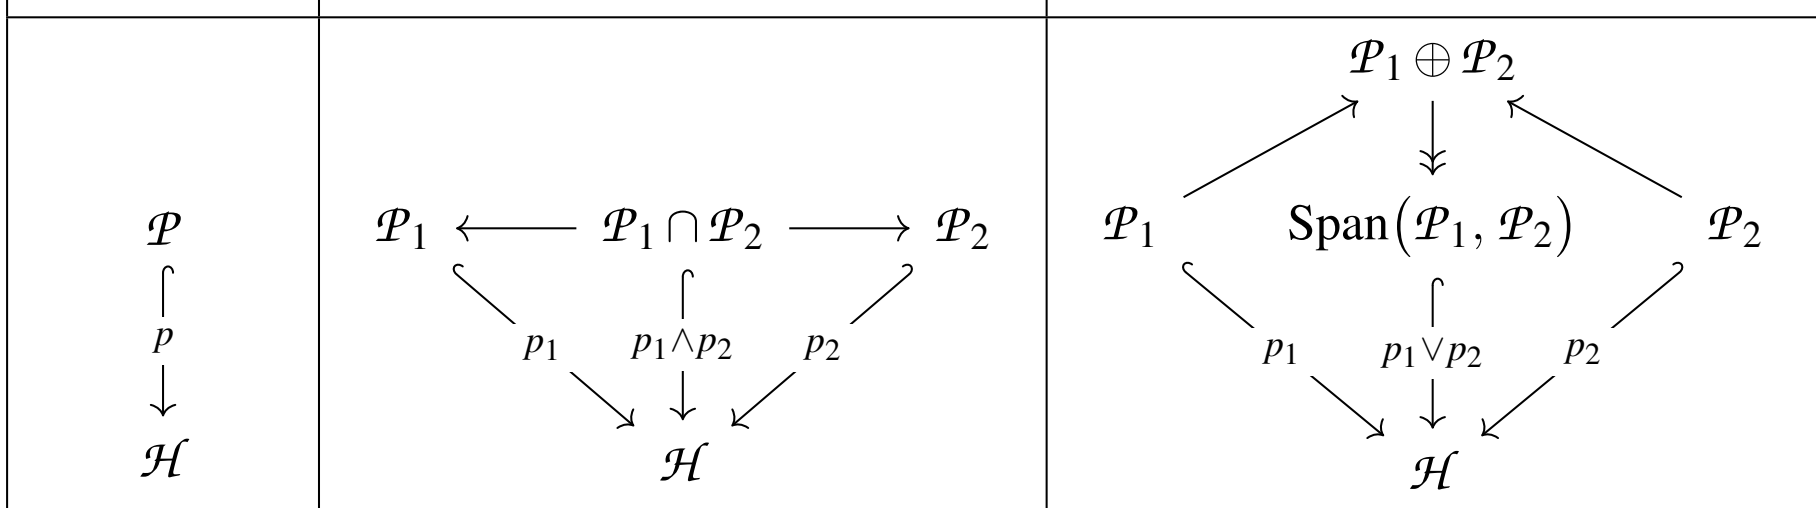 𝒫₁ ⊕ 𝒫₂
𝒫 𝒫₁ 𝒫₁ ∩ 𝒫₂ 𝒫₂ 𝒫₁ Span(𝒫₁, 𝒫₂) 𝒫₂
p p₁ p₁∧p₂ p₂ p₁ p₁∨p₂ p₂
ℋ ℋ ℋ